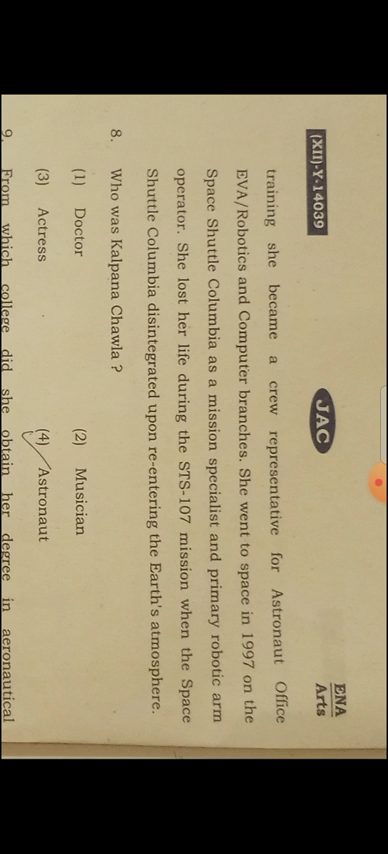 (XII)-Y-14039
JAC
ENA
Arts
training she became a crew representative for Astronaut Office
EVA/Robotics and Computer branches. She went to space in 1997 on the
Space Shuttle Columbia as a mission specialist and primary robotic arm
operator. She lost her life during the STS-107 mission when the Space
Shuttle Columbia disintegrated upon re-entering the Earth's atmosphere.
8. Who was Kalpana Chawla ?
(1) Doctor (2) Musician
(3) Actress (4) Astronaut
9. From which college did she obtain her degree in aeronautical